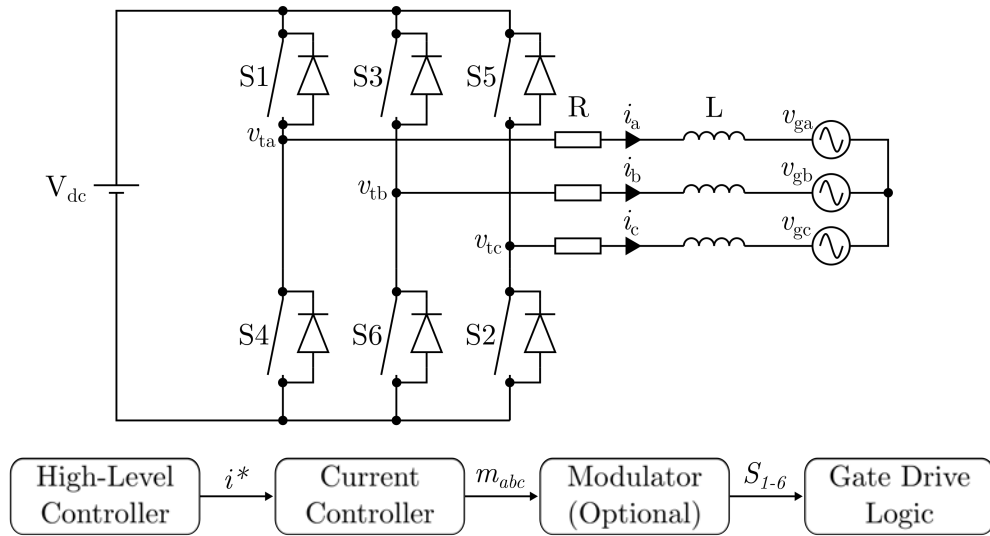 S1
S3
S5
R
i_a
L
v_ga
v_ta
V_dc
v_tb
i_b
v_gb
v_tc
i_c
v_gc
S4
S6
S2
High-Level
Controller
i*
Current
Controller
m_abc
Modulator
(Optional)
S_1-6
Gate Drive
Logic